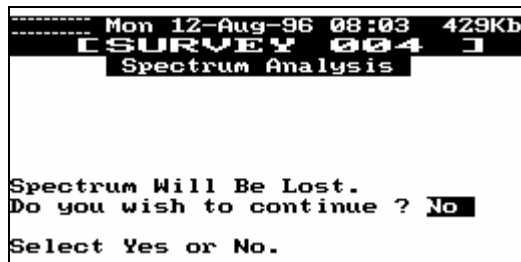 Mon 12-Aug-96 08:03 429Kb
[SURVEY 004 ]
Spectrum Analysis
Spectrum Will Be Lost.
Do you wish to continue ? No
Select Yes or No.